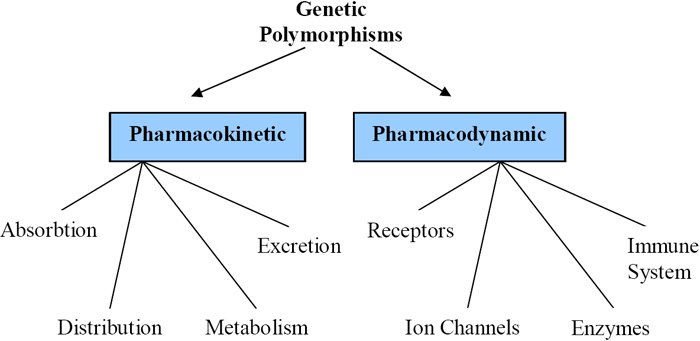 Genetic
Polymorphisms
Pharmacokinetic
Pharmacodynamic
Absorbtion
Excretion
Distribution
Metabolism
Receptors
Immune
System
Ion Channels
Enzymes